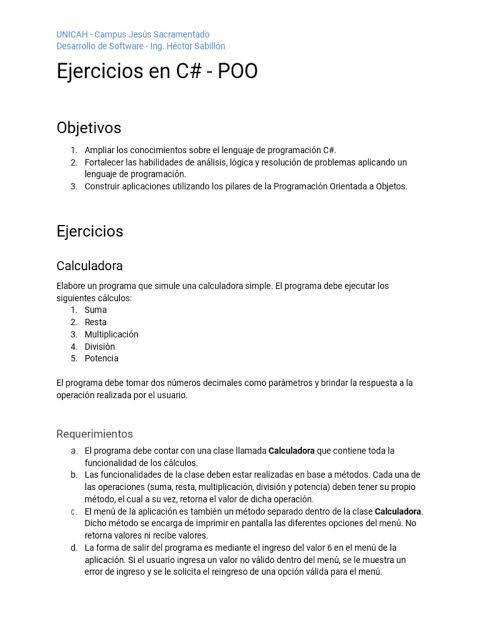 UNICAH - Campus Jesús Sacramentado
Desarrollo de Software - Ing. Héctor Sabillón
Ejercicios en C# - POO
Objetivos
1. Ampliar los conocimientos sobre el lenguaje de programación C#.
2. Fortalecer las habilidades de análisis, lógica y resolución de problemas aplicando un
lenguaje de programación.
3. Construir aplicaciones utilizando los pilares de la Programación Orientada a Objetos.
Ejercicios
Calculadora
Elabore un programa que simule una calculadora simple. El programa debe ejecutar los
siguientes cálculos:
1. Suma
2. Resta
3. Multiplicación
4. División
5. Potencia
El programa debe tomar dos números decimales como parámetros y brindar la respuesta a la
operación realizada por el usuario.
Requerimientos
a. El programa debe contar con una clase llamada Calculadora que contiene toda la
funcionalidad de los cálculos.
b. Las funcionalidades de la clase deben estar realizadas en base a métodos. Cada una de
las operaciones (suma, resta, multiplicación, división y potencia) deben tener su propio
método, el cual a su vez, retorna el valor de dicha operación.
c. El menú de la aplicación es también un método separado dentro de la clase Calculadora.
Dicho método se encarga de imprimir en pantalla las diferentes opciones del menú. No
retorna valores ni recibe valores.
d. La forma de salir del programa es mediante el ingreso del valor 6 en el menú de la
aplicación. Si el usuario ingresa un valor no válido dentro del menú, se le muestra un
error de ingreso y se le solicita el reingreso de una opción válida para el menú.